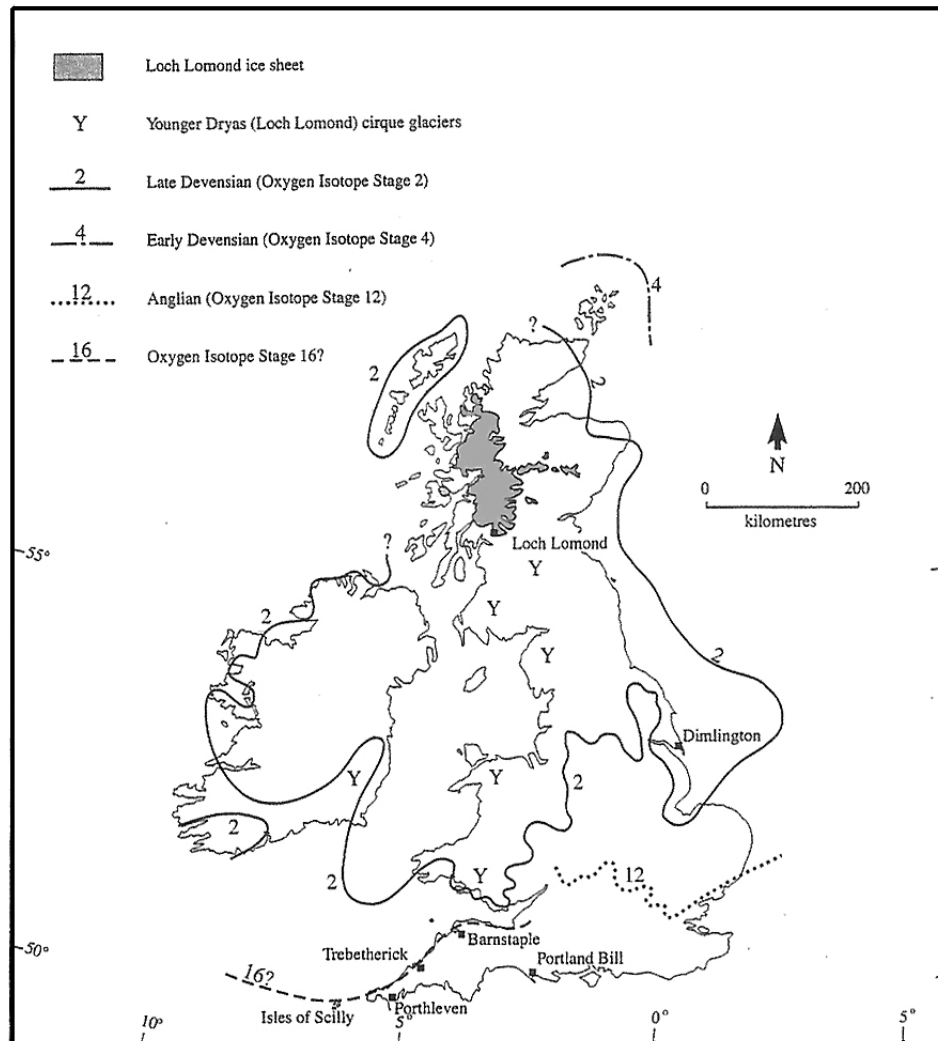 Loch Lomond ice sheet
Y Younger Dryas (Loch Lomond) cirque glaciers
2 Late Devensian (Oxygen Isotope Stage 2)
4 Early Devensian (Oxygen Isotope Stage 4)
12 Anglian (Oxygen Isotope Stage 12)
16 Oxygen Isotope Stage 16?
4
?
2
2
N
0 200
kilometres
55°
Loch Lomond
?
Y
2
Y
Y
2
Dimlington
Y
Y
2
2
2
Y
12
50°
Barnstaple
Trebetherick
Portland Bill
16?
Porthleven
Isles of Scilly
10° 5° 0° 5°